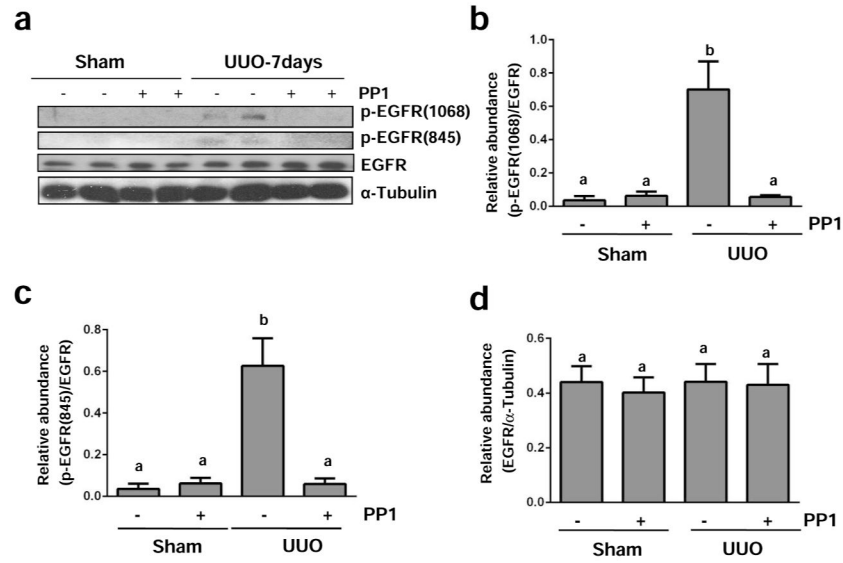 a
Sham UUO-7days
- - + + - - + + PP1
p-EGFR(1068)
p-EGFR(845)
EGFR
α-Tubulin
b
Relative abundance
(p-EGFR(1068)/EGFR)
1.0
0.8
0.6
0.4
0.2
0.0
a a b a
- + - + PP1
Sham UUO
c
Relative abundance
(p-EGFR(845)/EGFR)
0.8
0.6
0.4
0.2
0.0
a a b a
- + - + PP1
Sham UUO
d
Relative abundance
(EGFR/α-Tubulin)
0.6
0.4
0.2
0.0
a a a a
- + - + PP1
Sham UUO